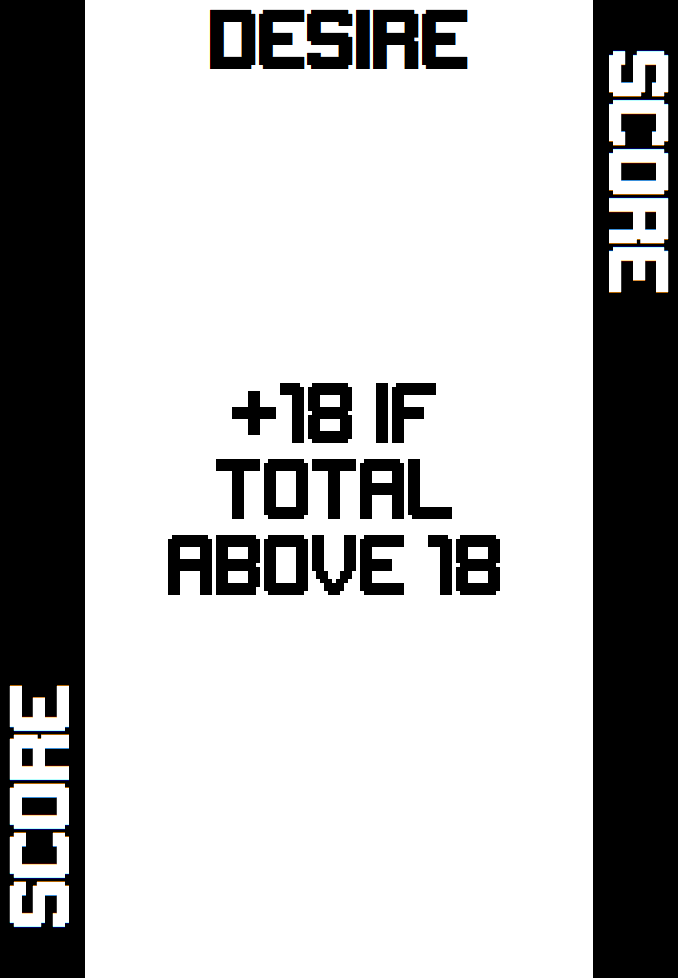 DESIRE
SCORE
+18 IF
TOTAL
ABOVE 18
SCORE